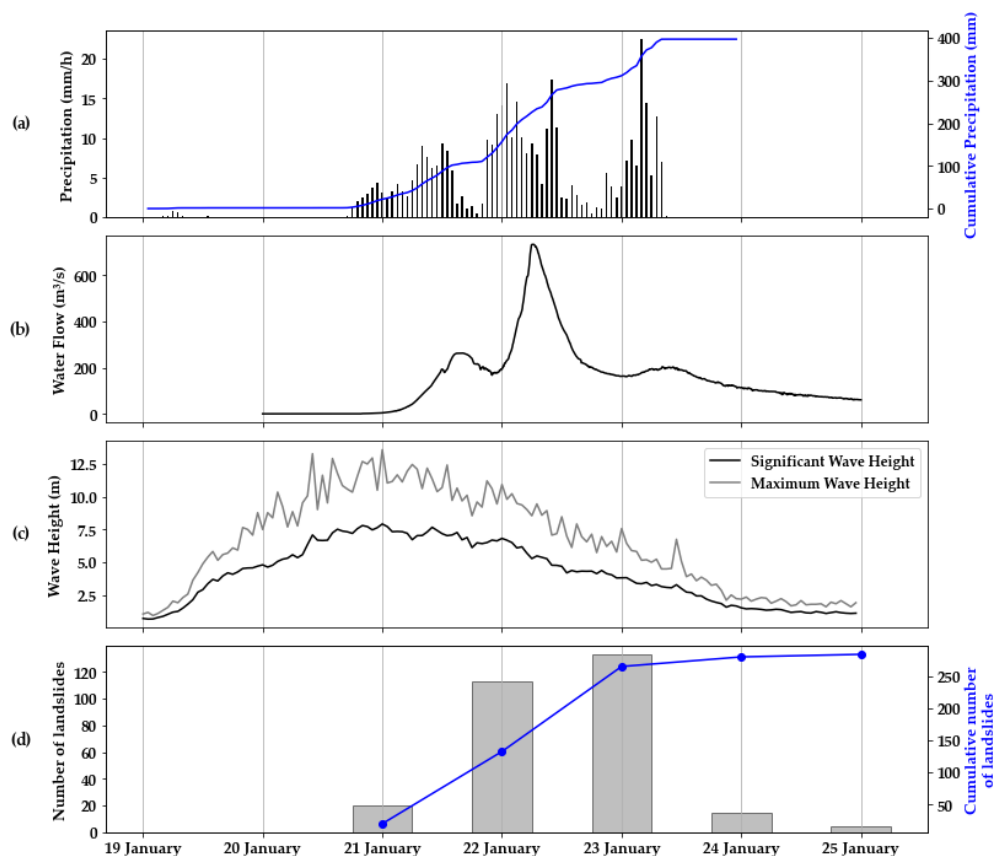 (a)
Precipitation (mm/h)
20
15
10
5
0
Cumulative Precipitation (mm)
400
300
200
100
0
(b)
Water Flow (m³/s)
600
400
200
0
(c)
Wave Height (m)
12.5
10.0
7.5
5.0
2.5
Significant Wave Height
Maximum Wave Height
(d)
Number of landslides
120
100
80
60
40
20
0
Cumulative number
of landslides
250
200
150
100
50
19 January 20 January 21 January 22 January 23 January 24 January 25 January